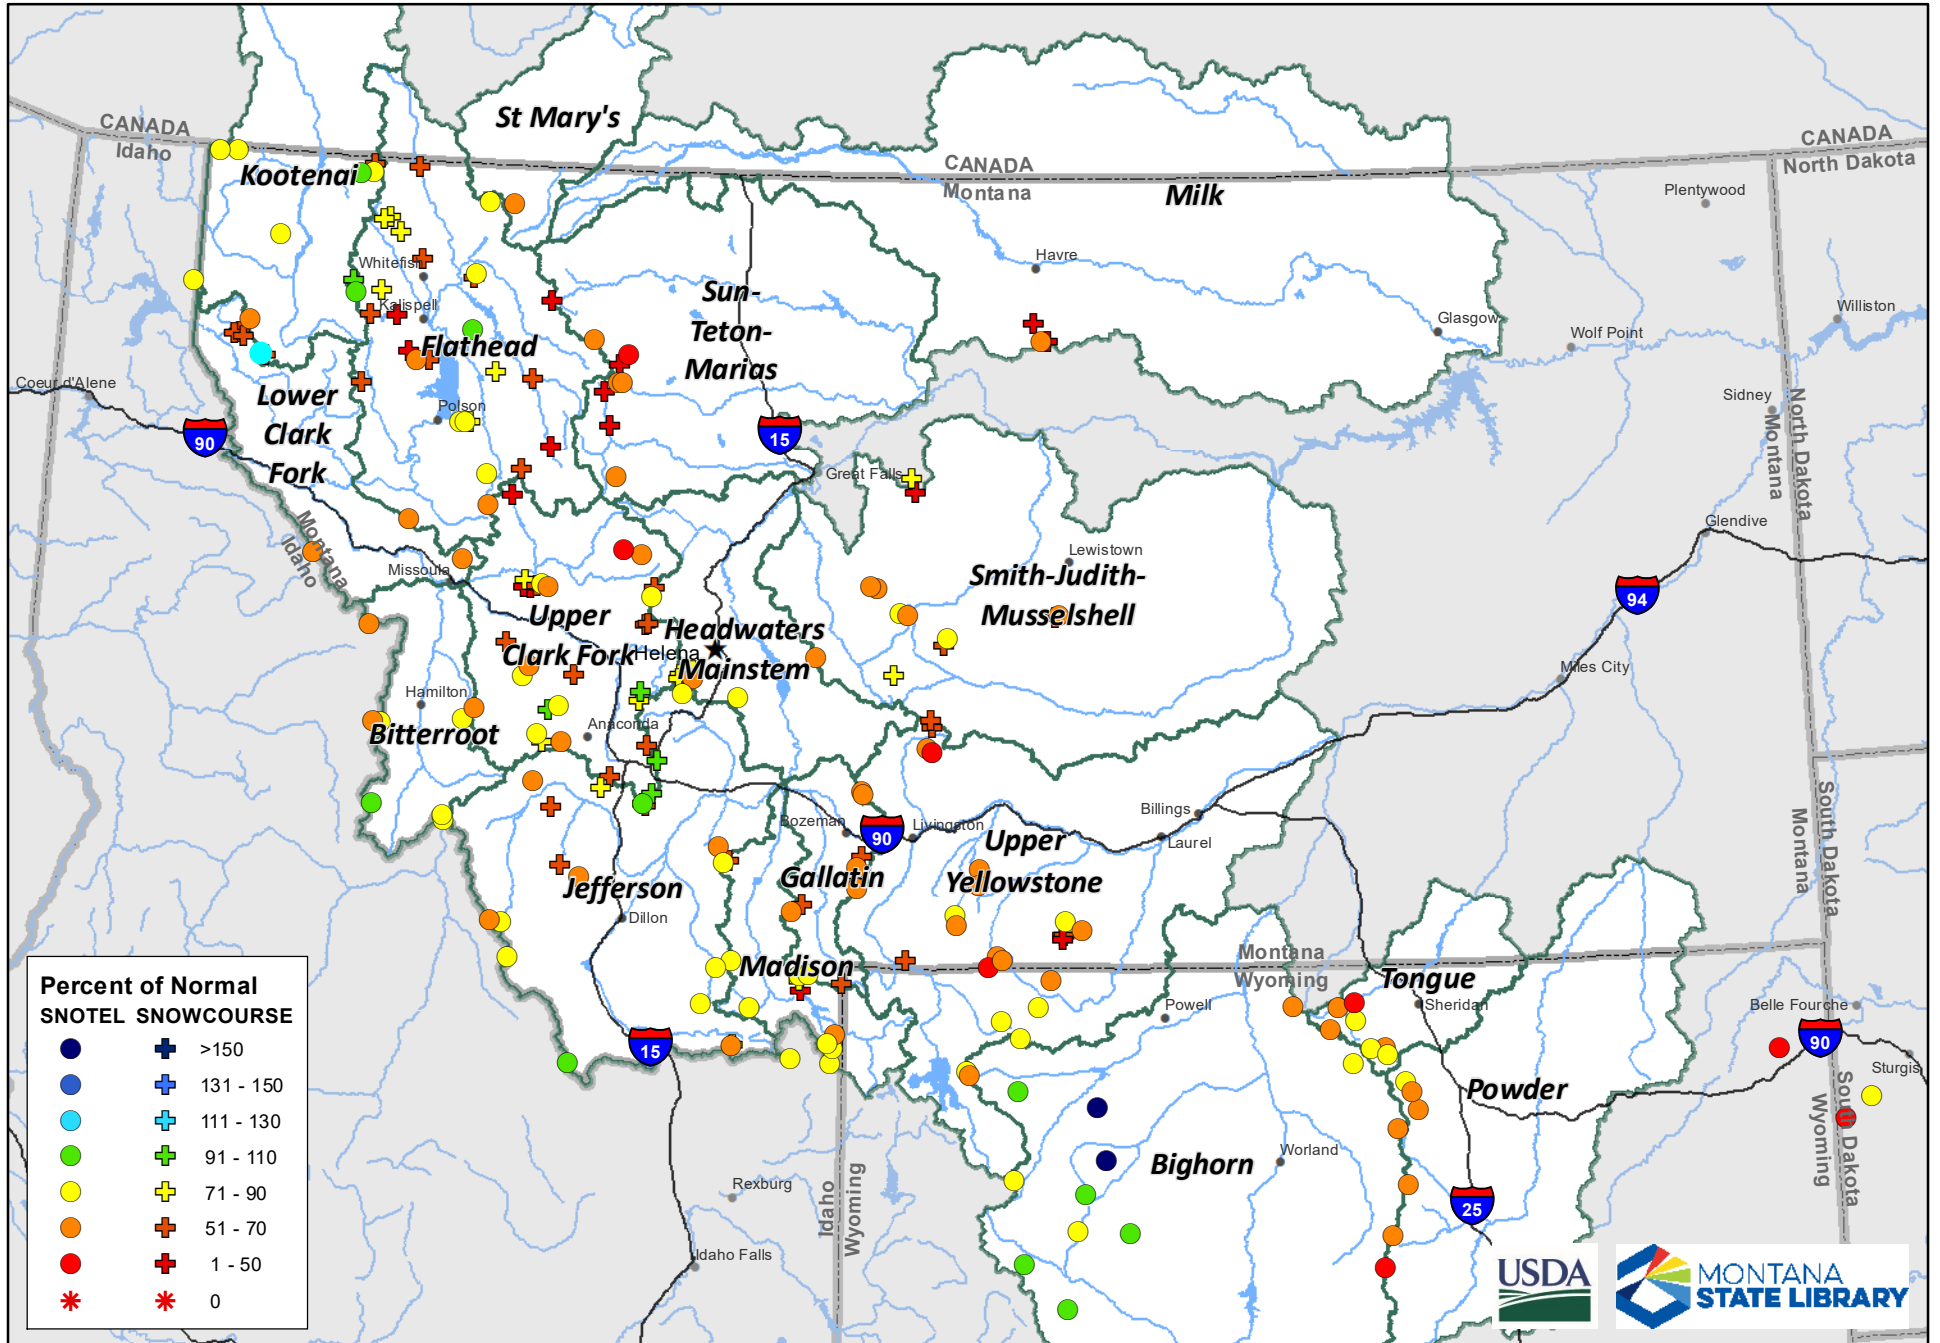 St Mary's
CANADA
Idaho
CANADA
Montana
CANADA
North Dakota
Kootenai
Milk
Plentywood
Whitefish
Havre
Kalispell
Sun-
Teton-
Marias
Glasgow
Williston
Wolf Point
Flathead
Coeur d'Alene
Lower
Clark
Fork
Polson
Sidney
North Dakota
Montana
90
15
Great Falls
Montana
Idaho
Glendive
Missoula
Lewistown
Smith-Judith-
Musselshell
94
Upper
Clark Fork
Headwaters
Mainstem
Helena
Miles City
Hamilton
Bitterroot
Anaconda
South Dakota
Montana
Billings
Bozeman
90
Livingston
Laurel
Upper
Yellowstone
Jefferson
Gallatin
Dillon
Madison
Montana
Wyoming
Tongue
Powell
Sheridan
Belle Fourche
15
90
Sturgis
Powder
South Dakota
Wyoming
Bighorn
Worland
Rexburg
Idaho
Wyoming
25
Idaho Falls
Percent of Normal
SNOTEL SNOWCOURSE
>150
131 - 150
111 - 130
91 - 110
71 - 90
51 - 70
1 - 50
0
USDA
MONTANA
STATE LIBRARY